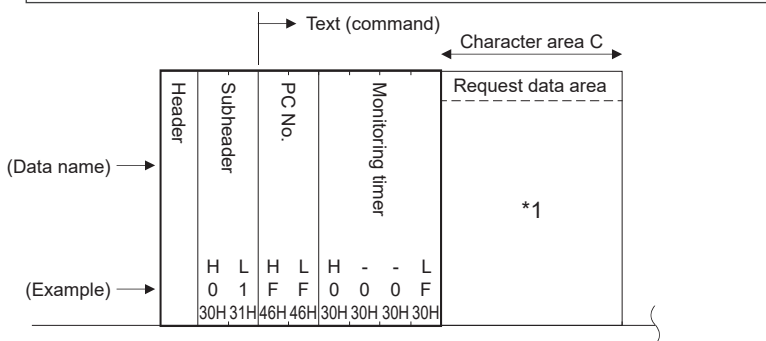 Text (command)
Character area C
Header
Subheader
PC No.
Monitoring timer
Request data area
(Data name)
*1
H L H L H - - L
(Example)
0 1 F F 0 0 0 F
30H 31H 46H 46H 30H 30H 30H 30H